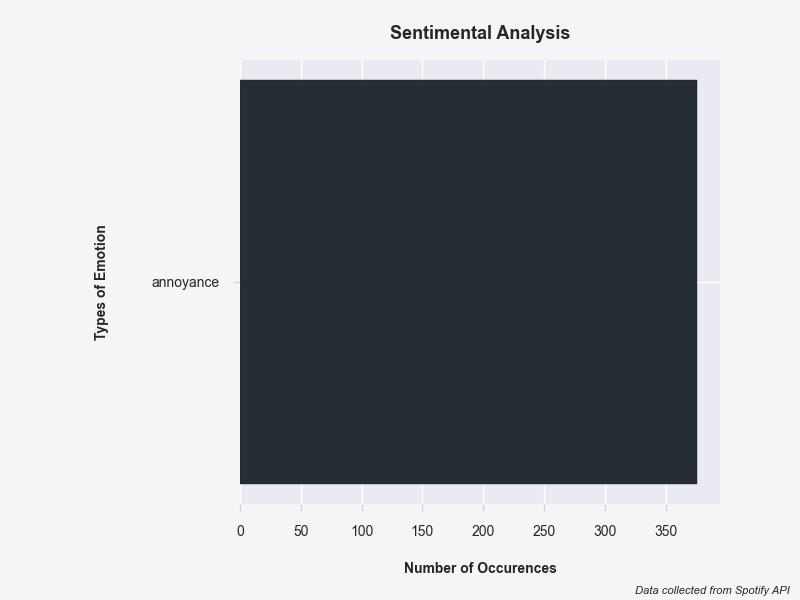 Sentimental Analysis
Types of Emotion
annoyance
0 50 100 150 200 250 300 350
Number of Occurences
Data collected from Spotify API